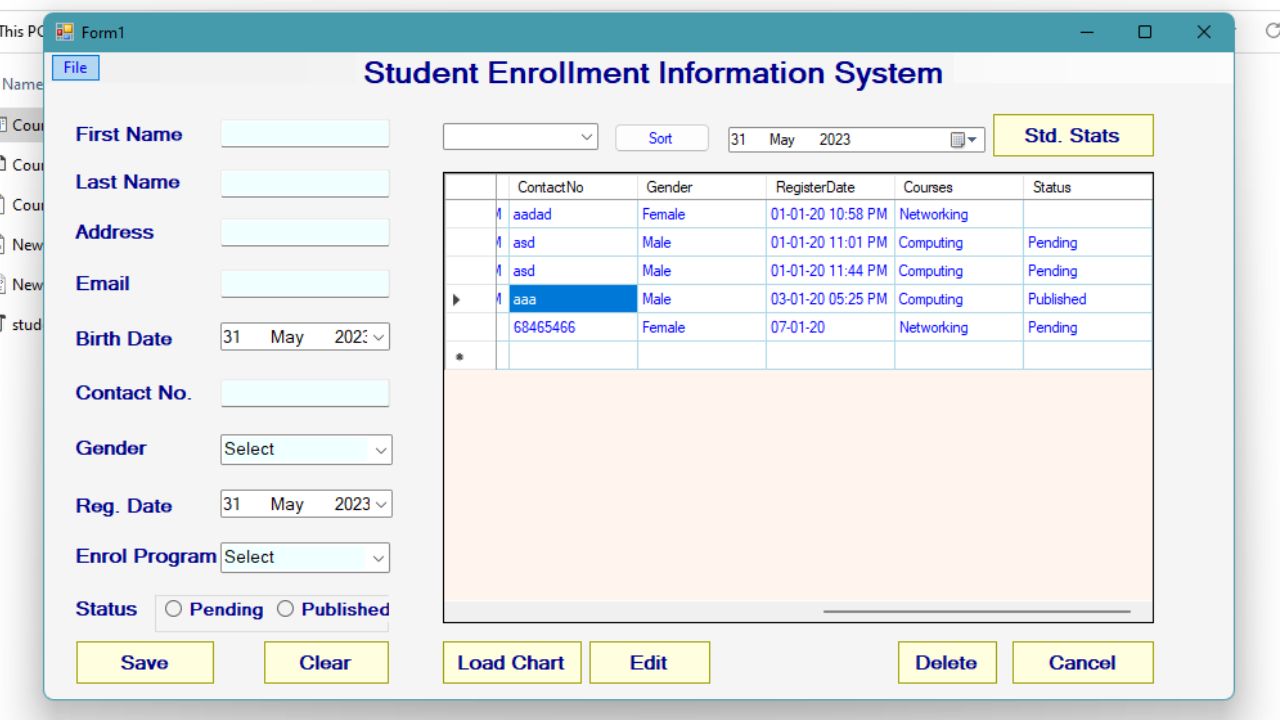 This PC
Form1
File
Student Enrollment Information System
Name
First Name
Sort
31 May 2023
Std. Stats
Last Name
Address
Email
Birth Date 31 May 2023
Contact No.
Gender Select
Reg. Date 31 May 2023
Enrol Program Select
Status Pending Published
ContactNo Gender RegisterDate Courses Status
M aadad Female 01-01-20 10:58 PM Networking
M asd Male 01-01-20 11:01 PM Computing Pending
M asd Male 01-01-20 11:44 PM Computing Pending
M aaa Male 03-01-20 05:25 PM Computing Published
68465466 Female 07-01-20 Networking Pending
Save Clear Load Chart Edit Delete Cancel
Cour
Cour
Cour
New
New
stud